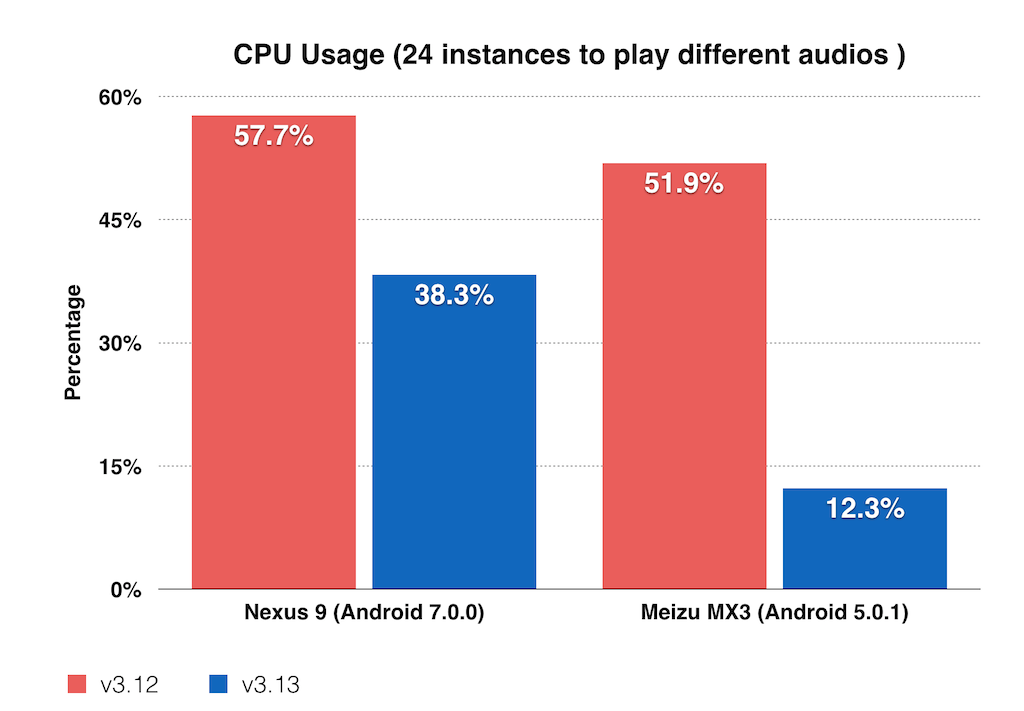 CPU Usage (24 instances to play different audios )
60%
57.7%
51.9%
45%
38.3%
30%
Percentage
15%
12.3%
0%
Nexus 9 (Android 7.0.0) Meizu MX3 (Android 5.0.1)
v3.12 v3.13